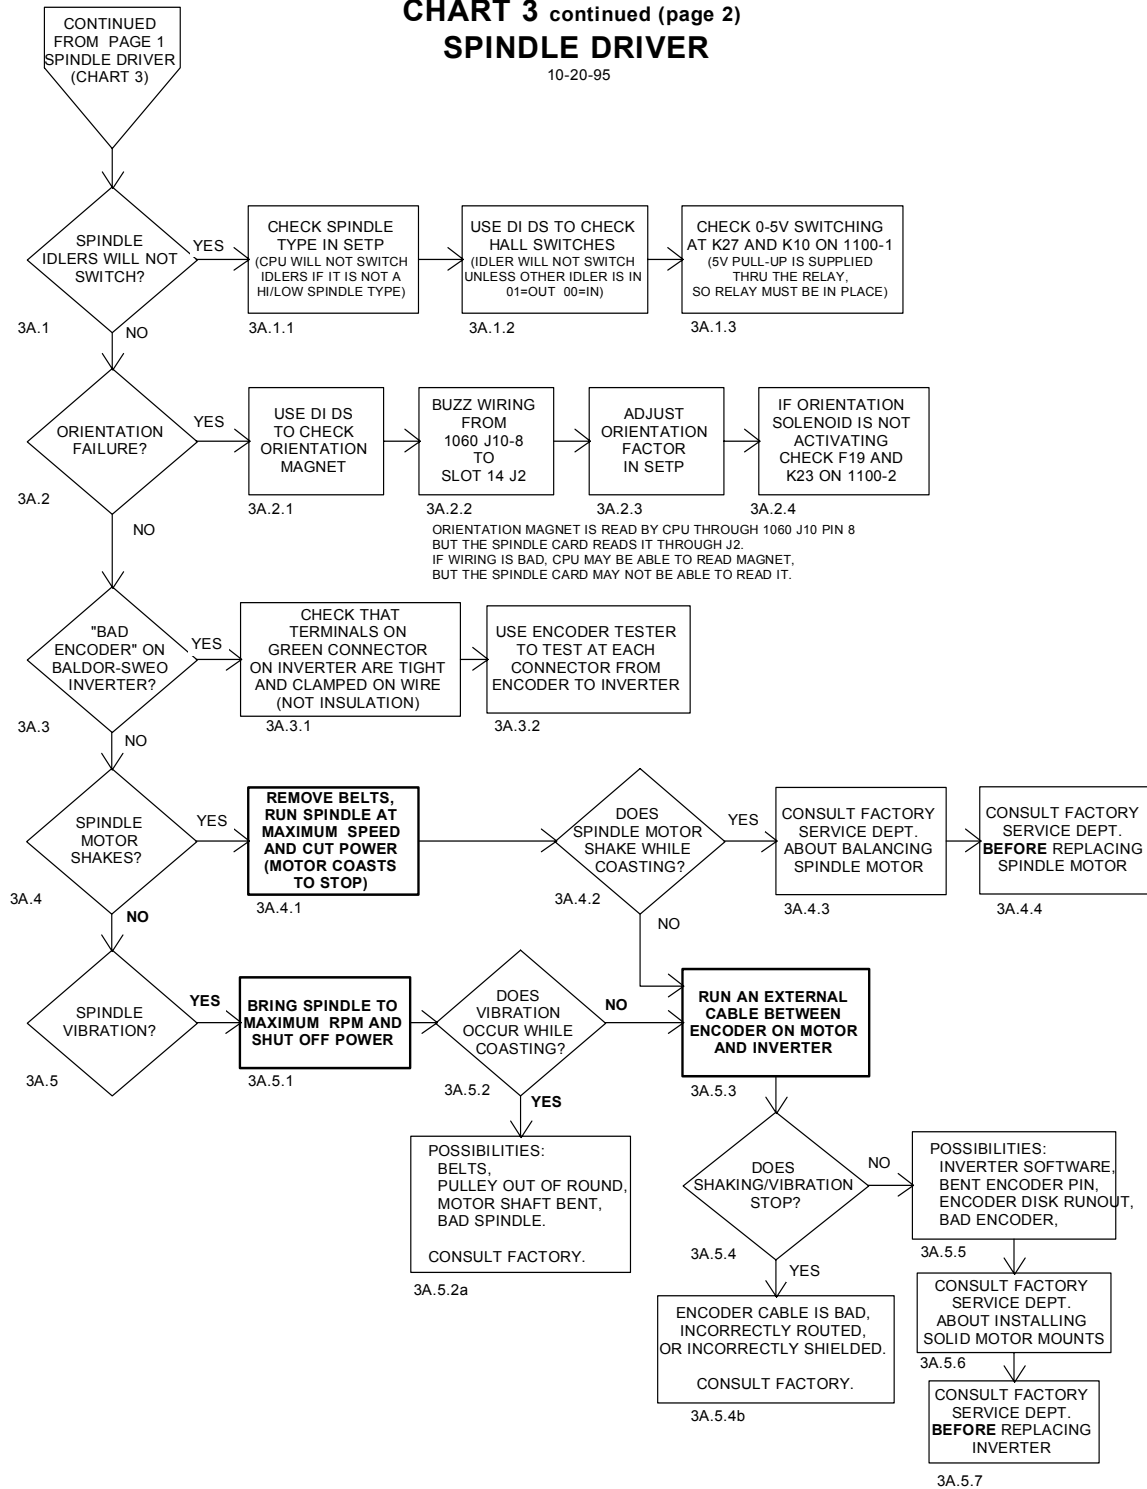 CHART 3 continued (page 2)
SPINDLE DRIVER
10-20-95
CONTINUED
FROM PAGE 1
SPINDLE DRIVER
(CHART 3)
SPINDLE
IDLERS WILL NOT
SWITCH?
YES
3A.1
NO
CHECK SPINDLE
TYPE IN SETP
(CPU WILL NOT SWITCH
IDLERS IF IT IS NOT A
HI/LOW SPINDLE TYPE)
3A.1.1
USE DI DS TO CHECK
HALL SWITCHES
(IDLER WILL NOT SWITCH
UNLESS OTHER IDLER IS IN
01=OUT 00=IN)
3A.1.2
CHECK 0-5V SWITCHING
AT K27 AND K10 ON 1100-1
(5V PULL-UP IS SUPPLIED
THRU THE RELAY,
SO RELAY MUST BE IN PLACE)
3A.1.3
ORIENTATION
FAILURE?
YES
3A.2
NO
USE DI DS
TO CHECK
ORIENTATION
MAGNET
3A.2.1
BUZZ WIRING
FROM
1060 J10-8
TO
SLOT 14 J2
3A.2.2
ADJUST
ORIENTATION
FACTOR
IN SETP
3A.2.3
IF ORIENTATION
SOLENOID IS NOT
ACTIVATING
CHECK F19 AND
K23 ON 1100-2
3A.2.4
ORIENTATION MAGNET IS READ BY CPU THROUGH 1060 J10 PIN 8
BUT THE SPINDLE CARD READS IT THROUGH J2.
IF WIRING IS BAD, CPU MAY BE ABLE TO READ MAGNET,
BUT THE SPINDLE CARD MAY NOT BE ABLE TO READ IT.
"BAD
ENCODER" ON
BALDOR-SWEO
INVERTER?
YES
3A.3
NO
CHECK THAT
TERMINALS ON
GREEN CONNECTOR
ON INVERTER ARE TIGHT
AND CLAMPED ON WIRE
(NOT INSULATION)
3A.3.1
USE ENCODER TESTER
TO TEST AT EACH
CONNECTOR FROM
ENCODER TO INVERTER
3A.3.2
SPINDLE
MOTOR
SHAKES?
YES
3A.4
NO
REMOVE BELTS,
RUN SPINDLE AT
MAXIMUM SPEED
AND CUT POWER
(MOTOR COASTS
TO STOP)
3A.4.1
DOES
SPINDLE MOTOR
SHAKE WHILE
COASTING?
YES
3A.4.2
NO
CONSULT FACTORY
SERVICE DEPT.
ABOUT BALANCING
SPINDLE MOTOR
3A.4.3
CONSULT FACTORY
SERVICE DEPT.
BEFORE REPLACING
SPINDLE MOTOR
3A.4.4
SPINDLE
VIBRATION?
YES
3A.5
BRING SPINDLE TO
MAXIMUM RPM AND
SHUT OFF POWER
3A.5.1
DOES
VIBRATION
OCCUR WHILE
COASTING?
NO
3A.5.2
YES
POSSIBILITIES:
BELTS,
PULLEY OUT OF ROUND,
MOTOR SHAFT BENT,
BAD SPINDLE.
CONSULT FACTORY.
3A.5.2a
RUN AN EXTERNAL
CABLE BETWEEN
ENCODER ON MOTOR
AND INVERTER
3A.5.3
DOES
SHAKING/VIBRATION
STOP?
NO
3A.5.4
YES
ENCODER CABLE IS BAD,
INCORRECTLY ROUTED,
OR INCORRECTLY SHIELDED.
CONSULT FACTORY.
3A.5.4b
POSSIBILITIES:
INVERTER SOFTWARE,
BENT ENCODER PIN,
ENCODER DISK RUNOUT,
BAD ENCODER,
3A.5.5
CONSULT FACTORY
SERVICE DEPT.
ABOUT INSTALLING
SOLID MOTOR MOUNTS
3A.5.6
CONSULT FACTORY
SERVICE DEPT.
BEFORE REPLACING
INVERTER
3A.5.7